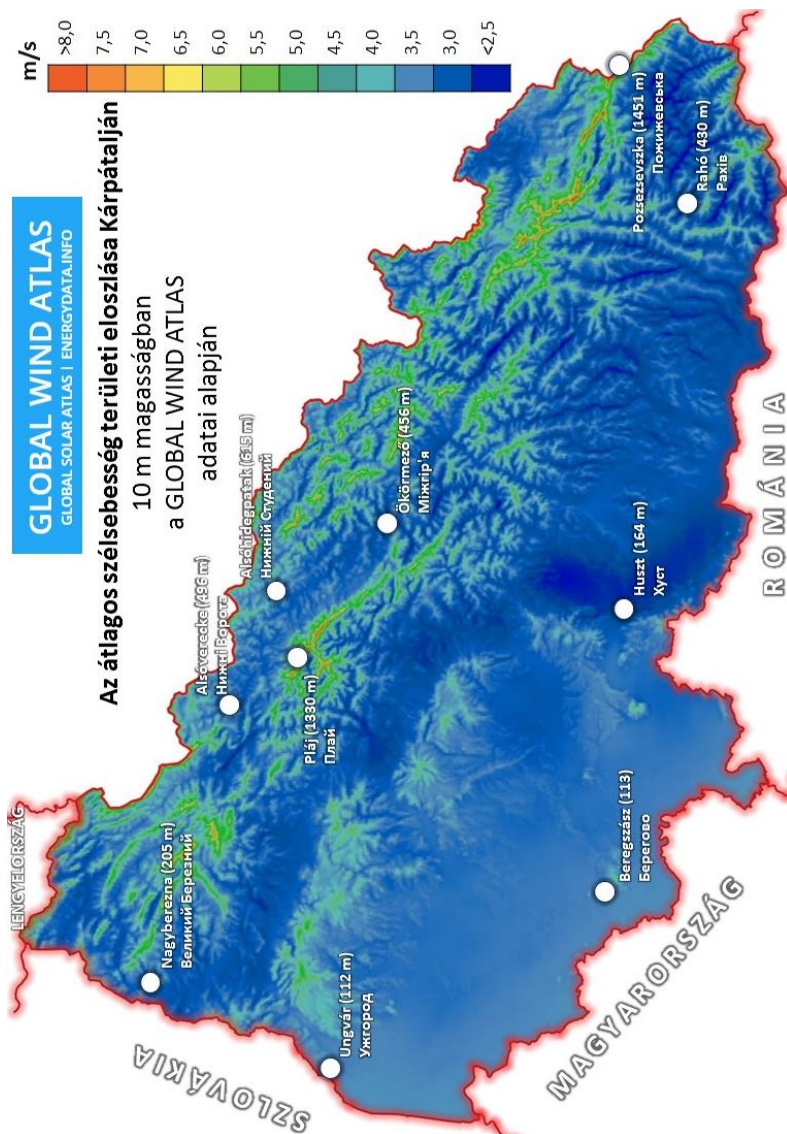 GLOBAL WIND ATLAS
GLOBAL SOLAR ATLAS | ENERGYDATA.INFO
Az átlagos szélsebesség területi eloszlása Kárpátalján
10 m magasságban
a GLOBAL WIND ATLAS
adatai alapján
m/s
>8,0
7,5
7,0
6,5
6,0
5,5
5,0
4,5
4,0
3,5
3,0
<2,5
LENGYELORSZÁG
SZLOVÁKIA
MAGYARORSZÁG
ROMÁNIA
Nagyberezna (205 m)
Великий Березний
Ungvár (112 m)
Ужгород
Alsóverecke (496 m)
Нижні Ворота
Alsóhidegpatak (615 m)
Нижній Студений
Pláj (1330 m)
Плай
Ökörmező (456 m)
Міжгір'я
Beregszász (113)
Берегово
Huszt (164 m)
Хуст
Pozsezsevszka (1451 m)
Пожижевська
Rahó (430 m)
Рахів